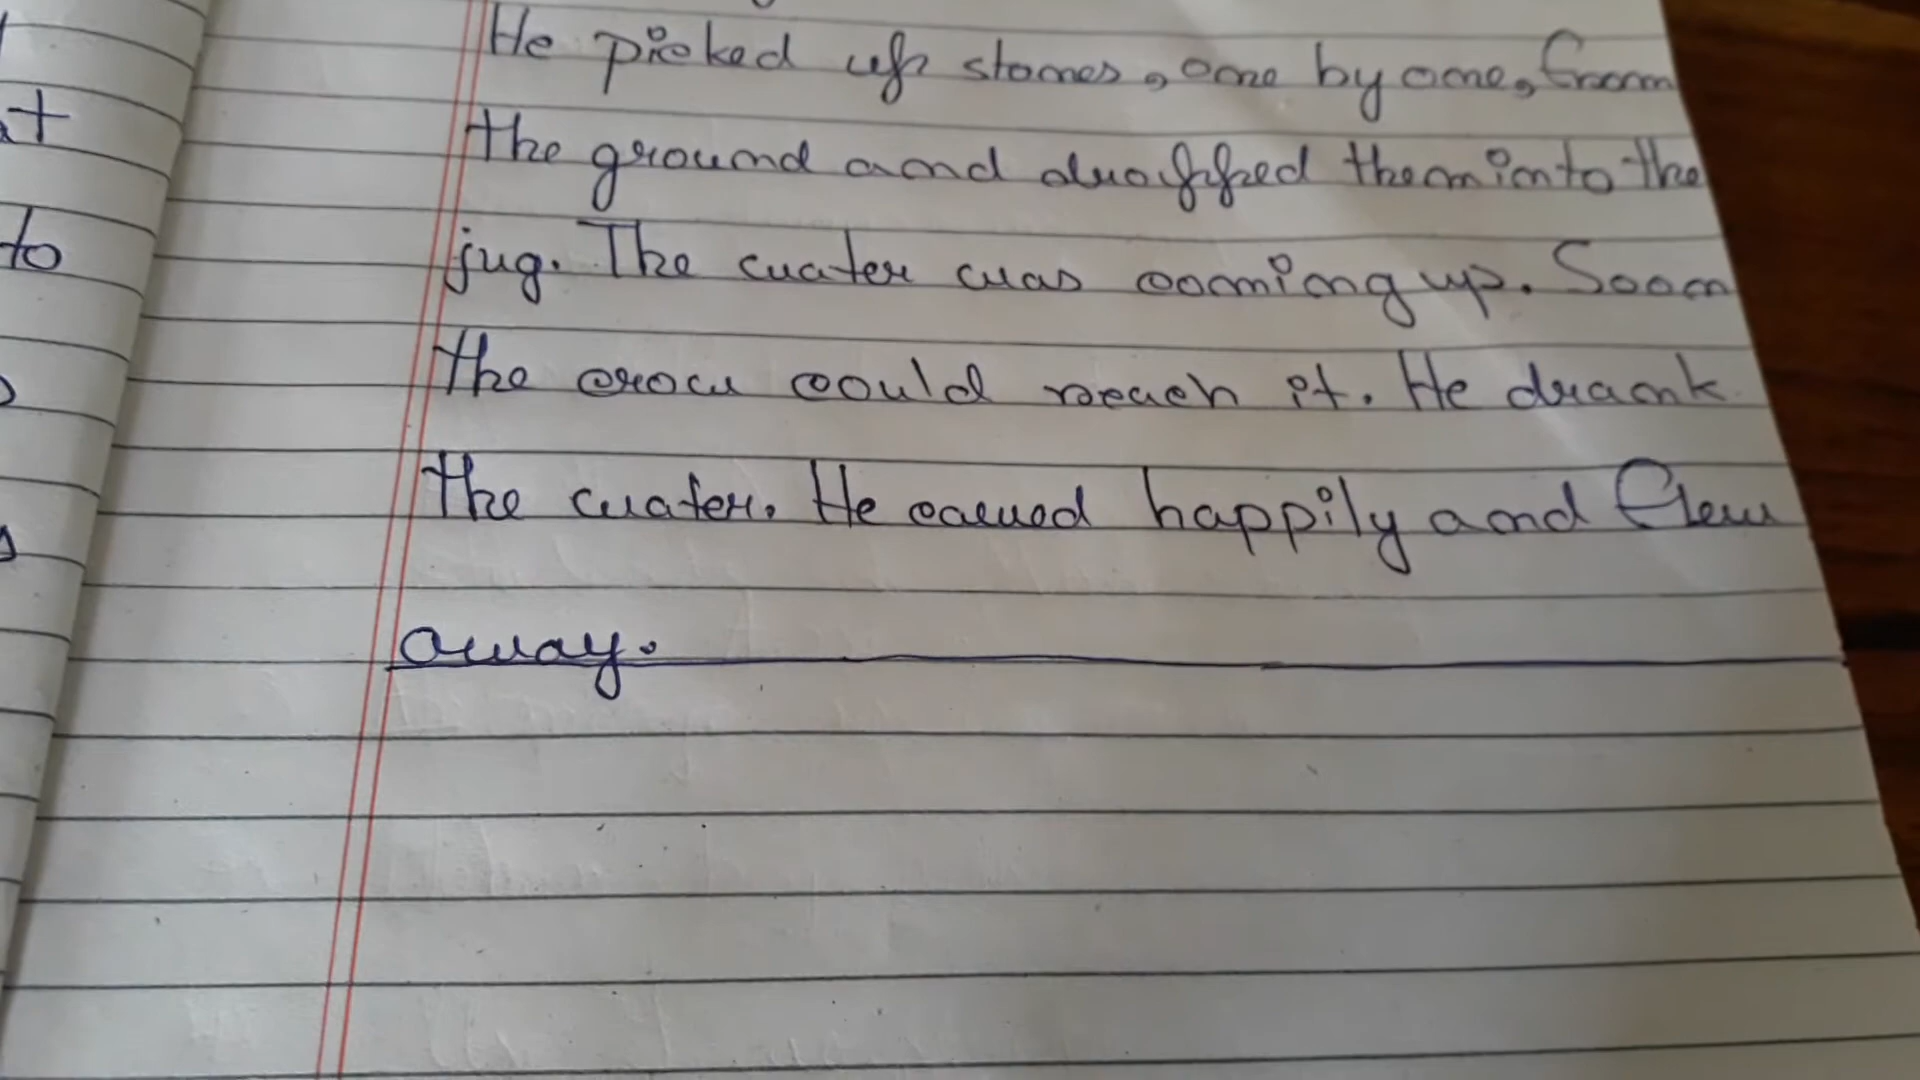 t
to
He picked up stones, one by one, from
the ground and dropped them into the
jug. The water was coming up. Soon
the crow could reach it. He drank
the water. He cawed happily and flew
away.